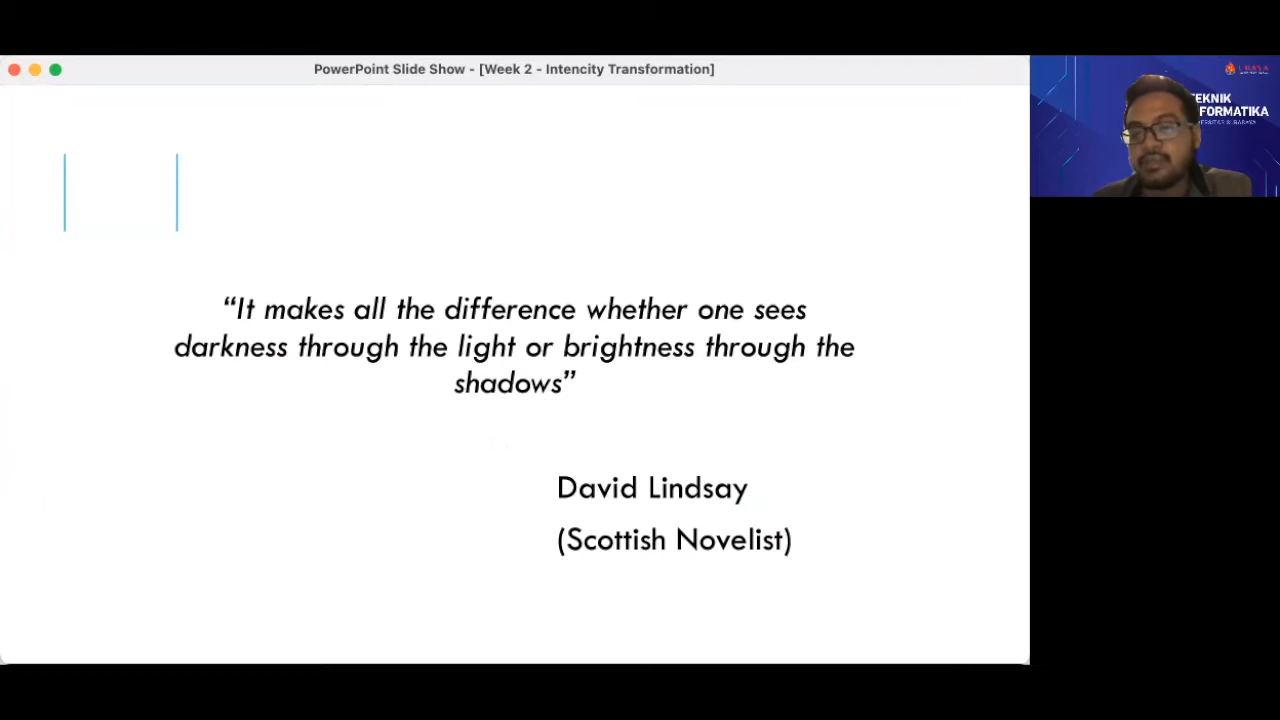 PowerPoint Slide Show - [Week 2 - Intencity Transformation]
“It makes all the difference whether one sees
darkness through the light or brightness through the
shadows”
David Lindsay
(Scottish Novelist)
TEKNIK
FORMATIKA